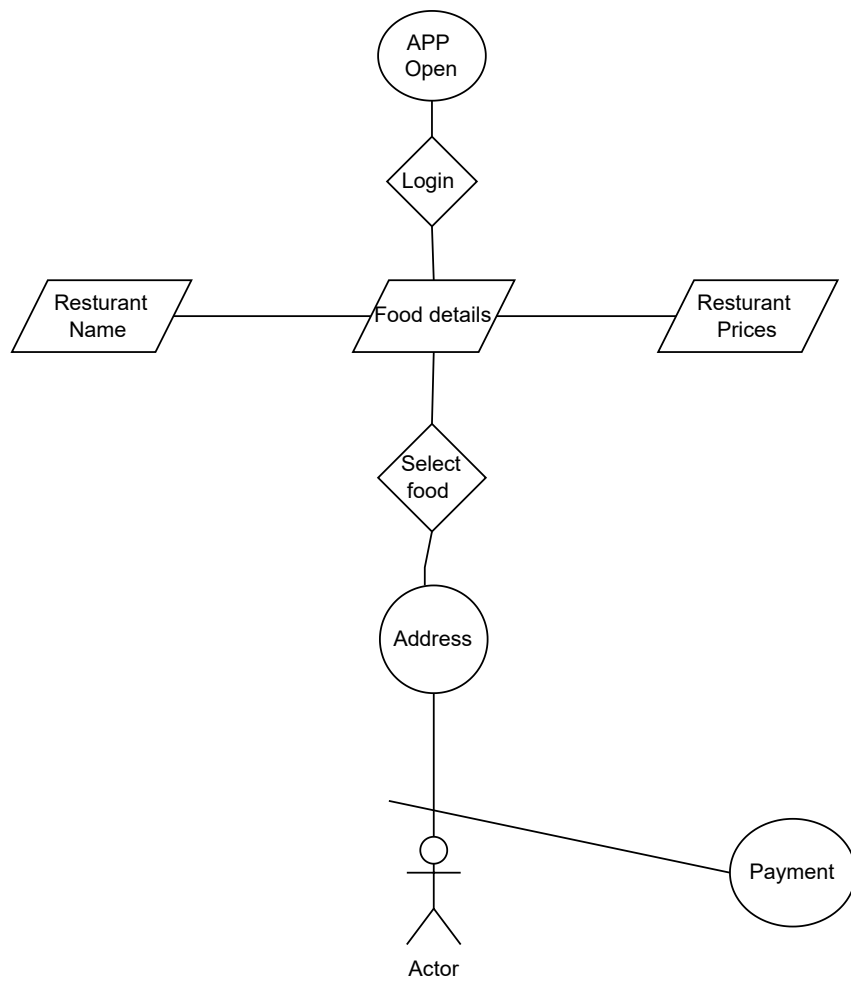 APP
Open
Login
Resturant
Name
Food details
Resturant
Prices
Select
food
Address
Payment
Actor